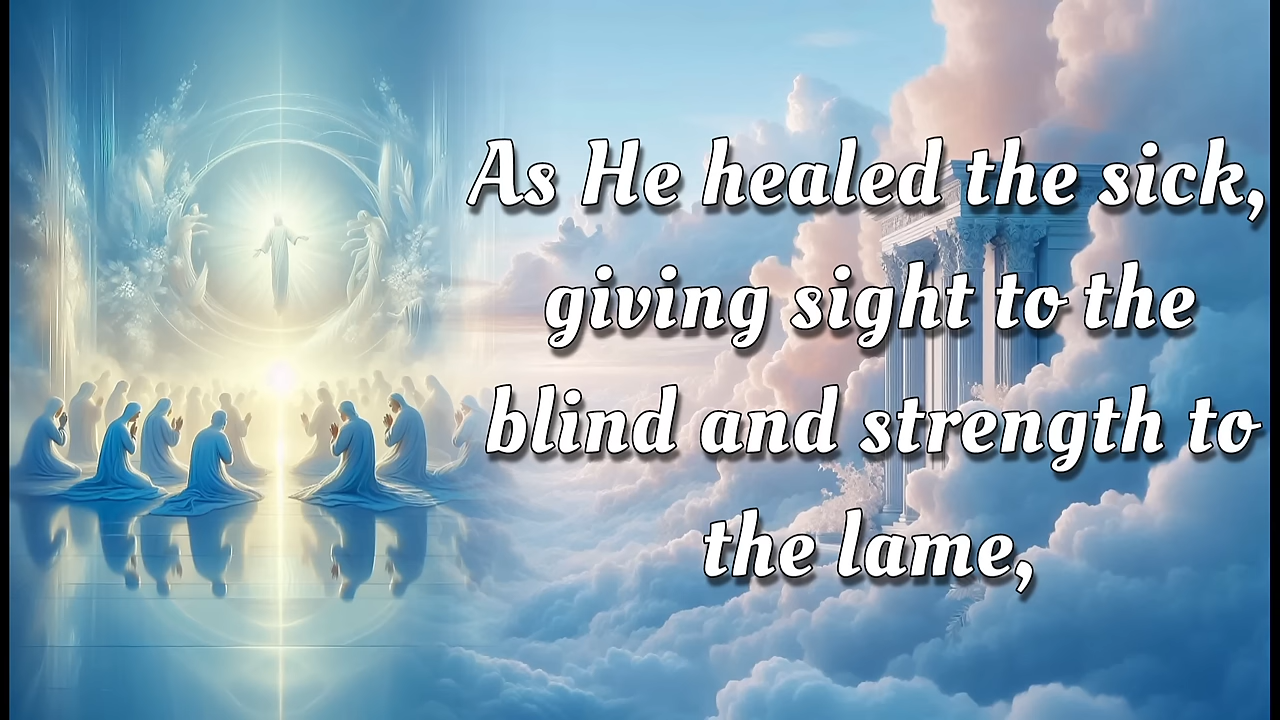 As He healed the sick,
giving sight to the
blind and strength to
the lame,